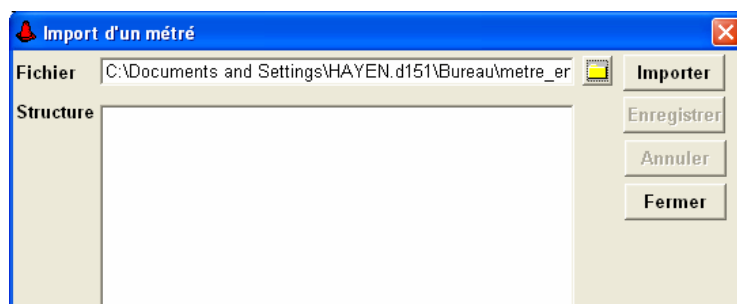 Import d'un métré
Fichier C:\Documents and Settings\HAYEN.d151\Bureau\metre_er Importer
Structure Enregistrer
Annuler
Fermer